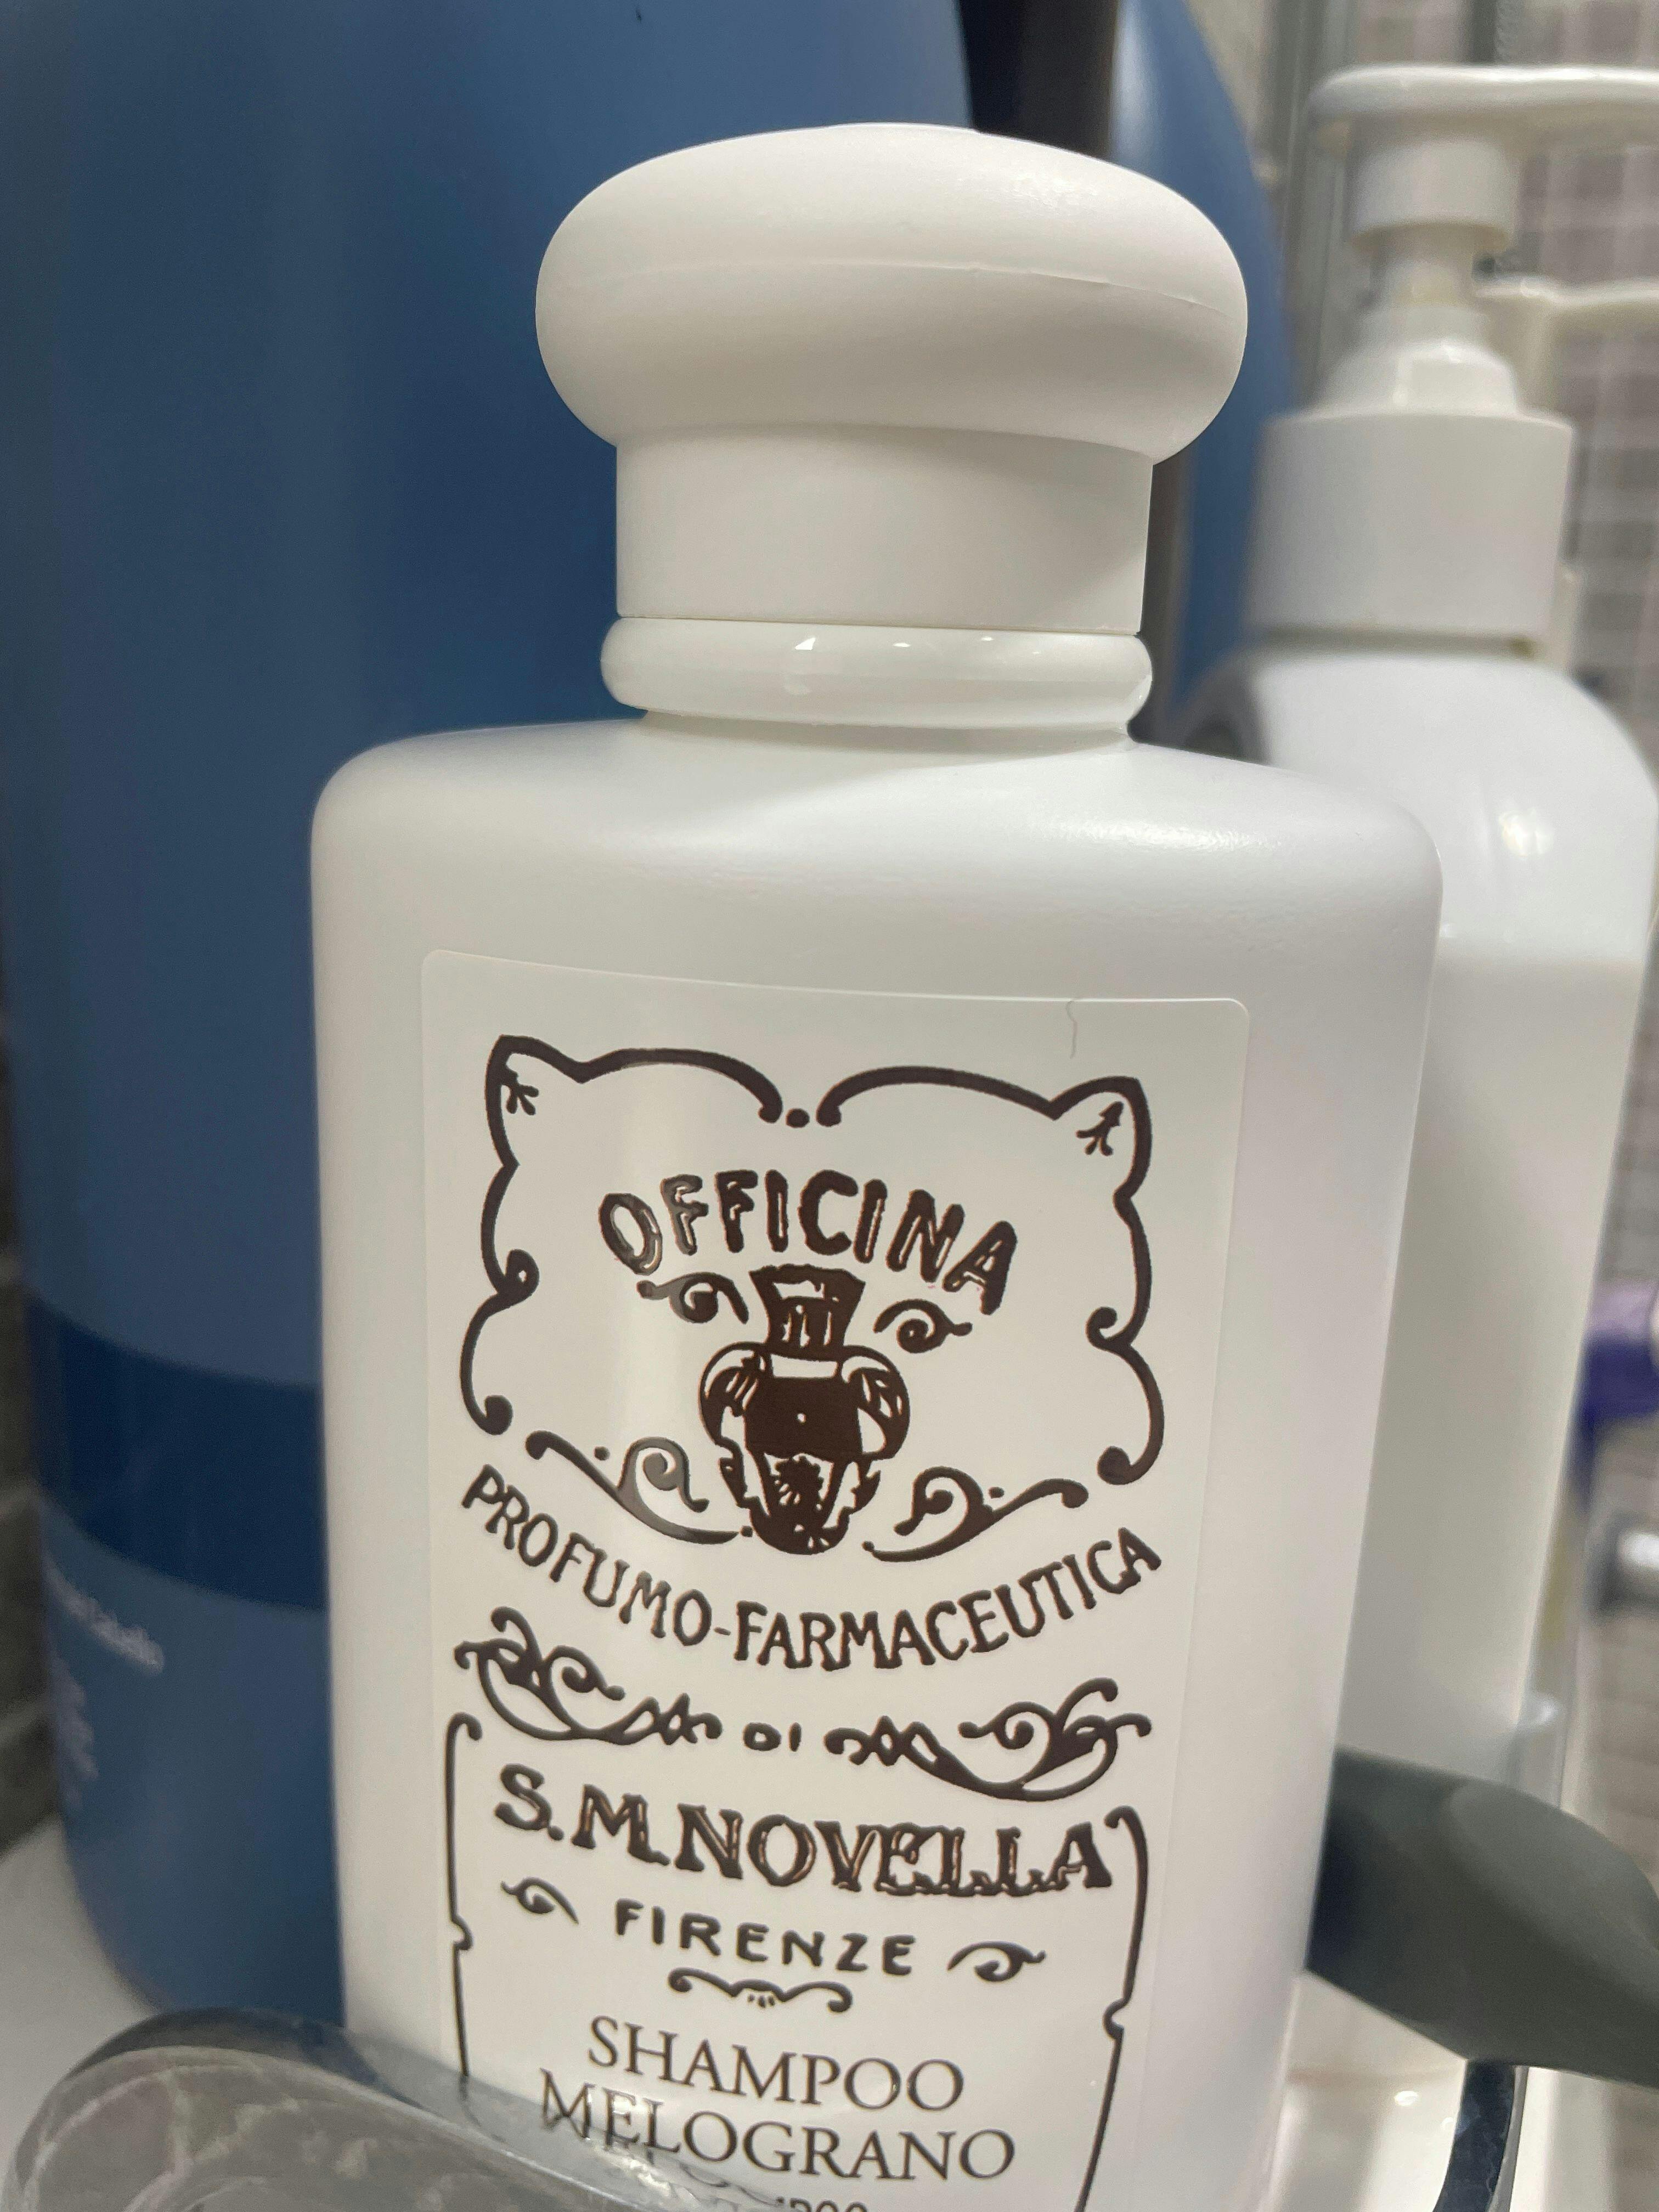 OFFICINA
PROFUMO-FARMACEUTICA
DI
S.M.NOVELLA
FIRENZE
SHAMPOO
MELOGRANO